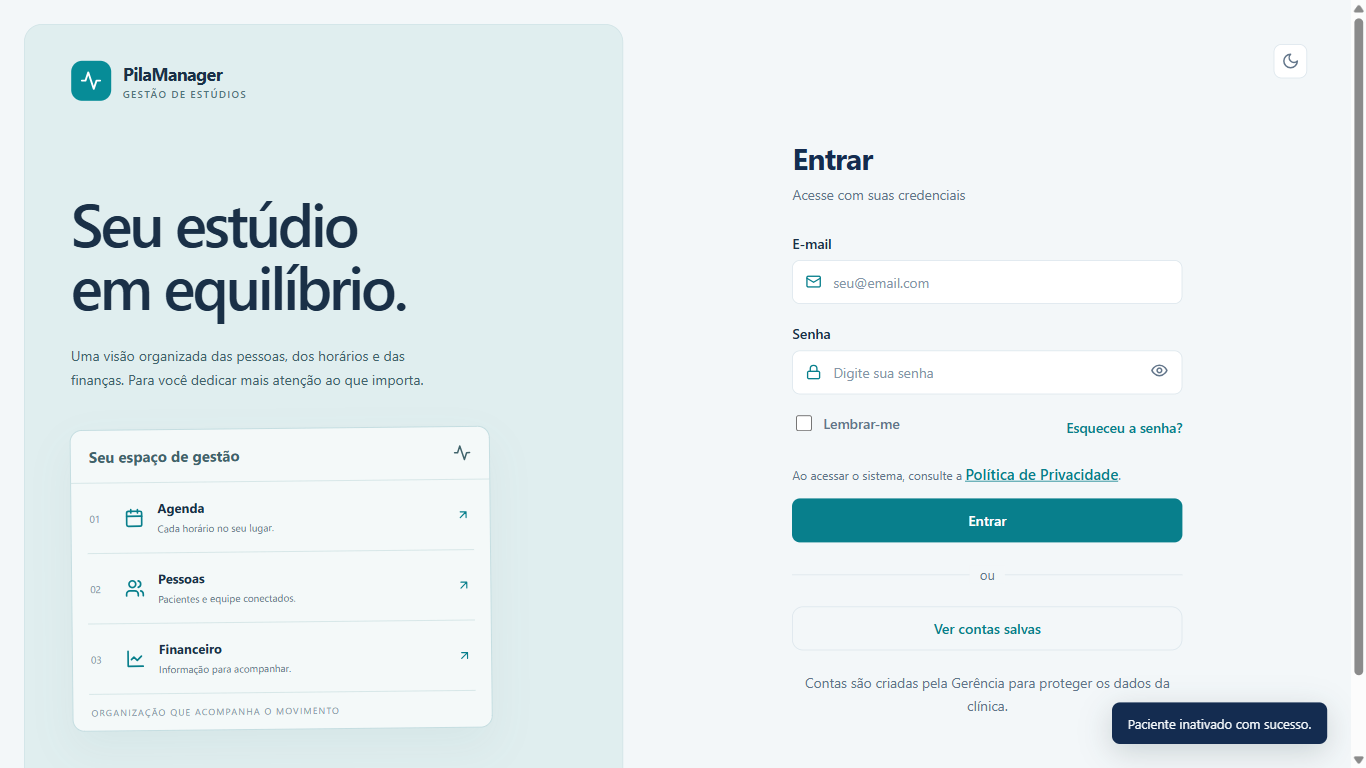 PilaManager
GESTÃO DE ESTÚDIOS
Seu estúdio
em equilíbrio.
Uma visão organizada das pessoas, dos horários e das
finanças. Para você dedicar mais atenção ao que importa.
Seu espaço de gestão
01
Agenda
Cada horário no seu lugar.
02
Pessoas
Pacientes e equipe conectados.
03
Financeiro
Informação para acompanhar.
ORGANIZAÇÃO QUE ACOMPANHA O MOVIMENTO
Entrar
Acesse com suas credenciais
E-mail
seu@email.com
Senha
Digite sua senha
Lembrar-me
Esqueceu a senha?
Ao acessar o sistema, consulte a Política de Privacidade.
Entrar
ou
Ver contas salvas
Contas são criadas pela Gerência para proteger os dados da
clínica.
Paciente inativado com sucesso.